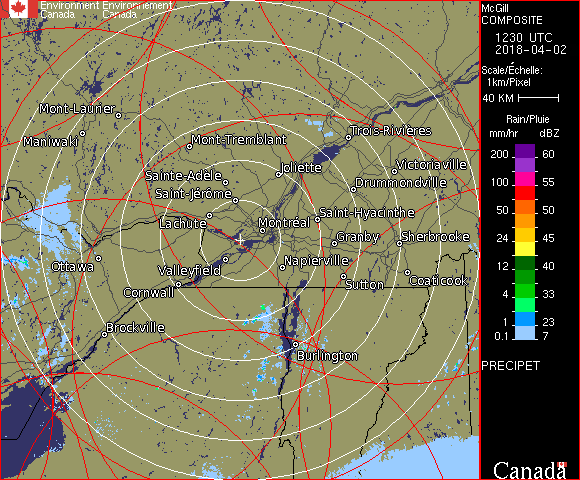 Environment Environnement
Canada Canada
McGill
COMPOSITE
1230 UTC
2018-04-02
Scale/Échelle:
1km/Pixel
40 KM
Rain/Pluie
mm/hr dBZ
200 60
155 55
100 55
50 50
24 45
12 40
4 33
1 23
0.1 7
PRECIPET
Canada
Mont-Laurier
Maniwaki
Mont-Tremblant
Trois-Rivières
Joliette
Victoriaville
Sainte-Adèle
Drummondville
Saint-Jérôme
Lachute
Montréal
Saint-Hyacinthe
Granby
Sherbrooke
Ottawa
Valleyfield
Napierville
Cornwall
Sutton
Coaticook
Brockville
Burlington